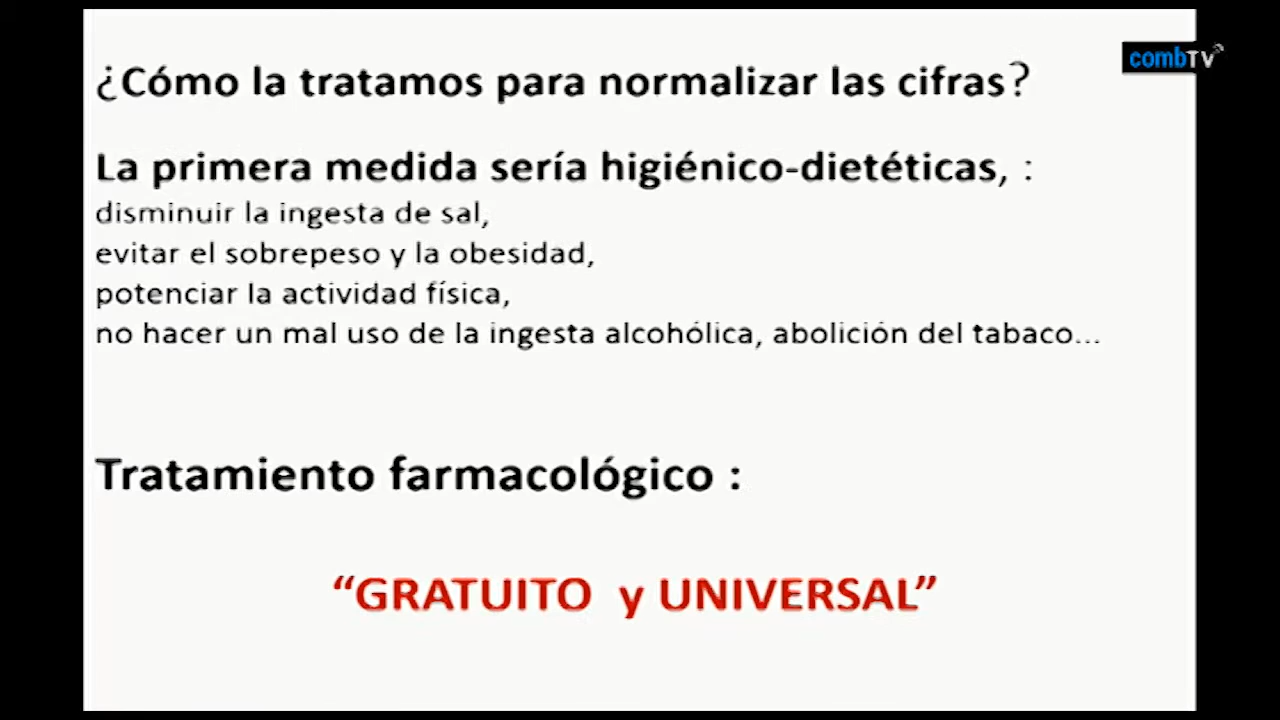 combTV
¿Cómo la tratamos para normalizar las cifras?
La primera medida sería higiénico-dietéticas, :
disminuir la ingesta de sal,
evitar el sobrepeso y la obesidad,
potenciar la actividad física,
no hacer un mal uso de la ingesta alcohólica, abolición del tabaco...
Tratamiento farmacológico :
“GRATUITO y UNIVERSAL”